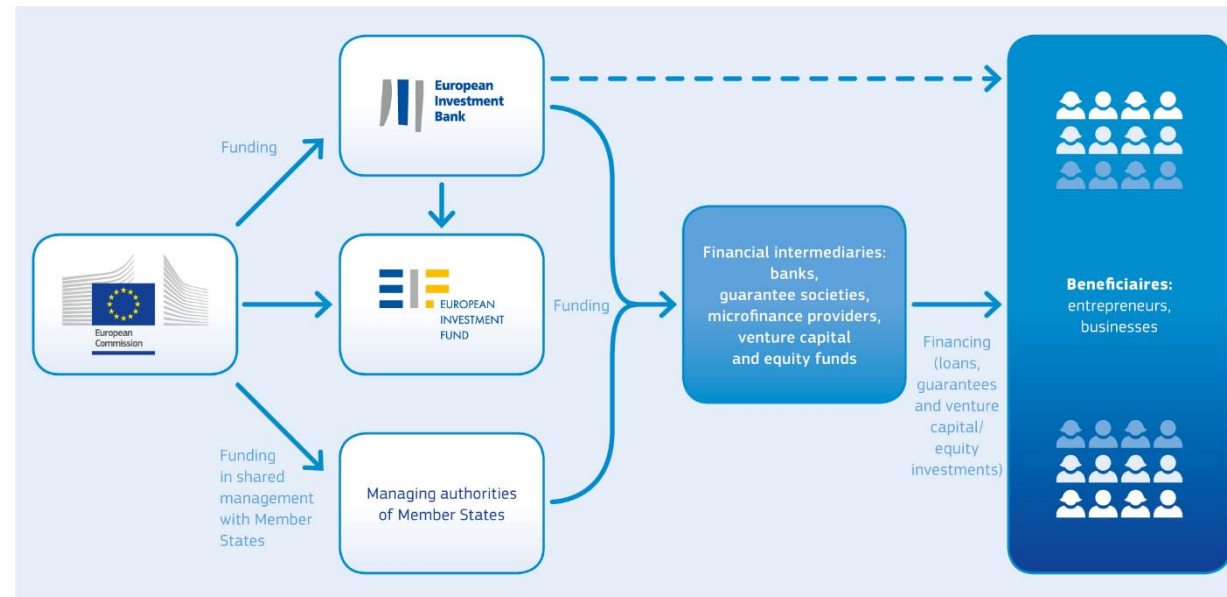 European
Investment
Bank
Funding
European
Commission
EIF
EUROPEAN
INVESTMENT
FUND
Funding
Funding
in shared
management
with Member
States
Managing authorities
of Member States
Financial intermediaries:
banks,
guarantee societies,
microfinance providers,
venture capital
and equity funds
Financing
(loans,
guarantees
and venture
capital/
equity
investments)
Beneficiaires:
entrepreneurs,
businesses